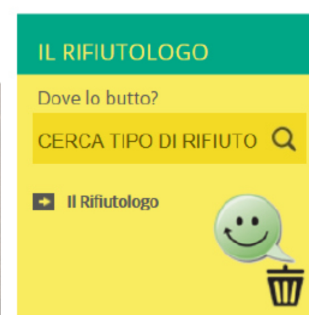 IL RIFIUTOLOGO
Dove lo butto?
CERCA TIPO DI RIFIUTO
Il Rifiutologo